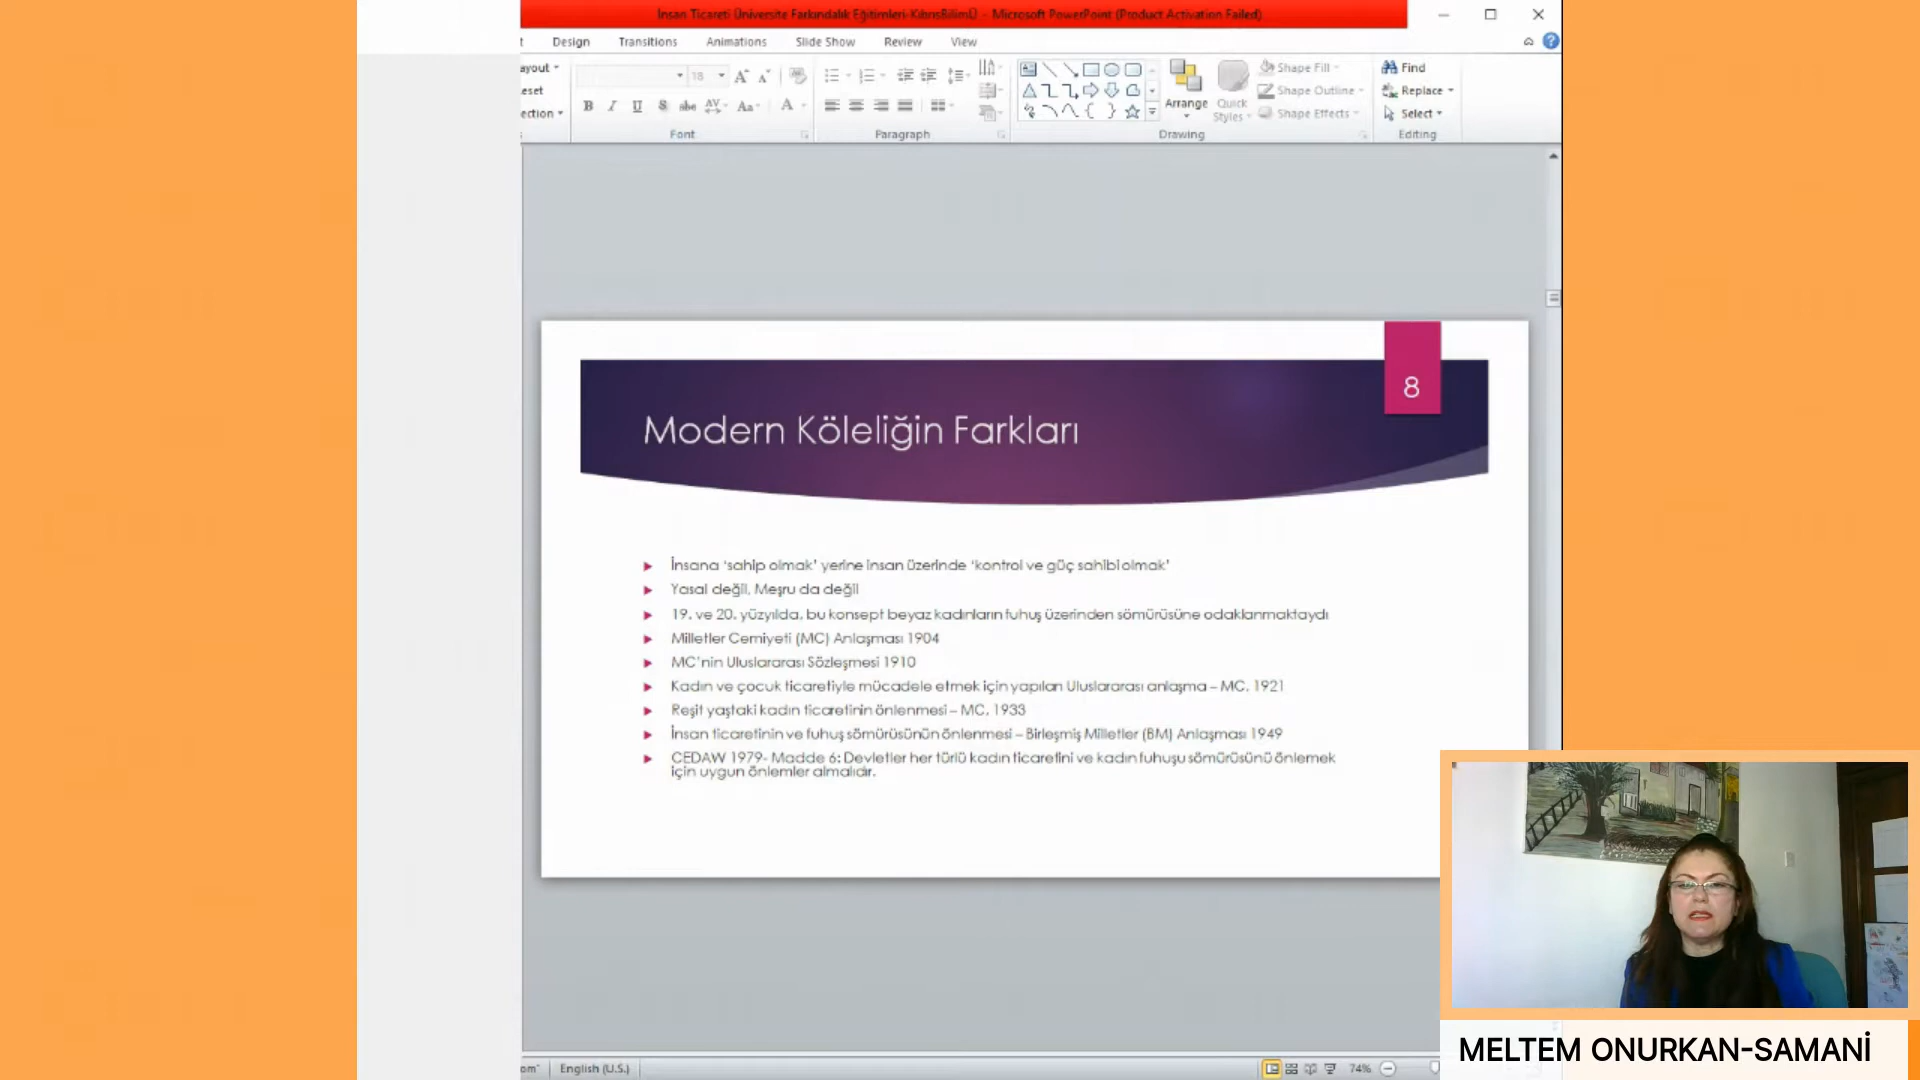 İnsan Ticareti Üniversite Farkındalık Eğitimleri-KıbrısBilimÜ - Microsoft PowerPoint (Product Activation Failed)
t Design Transitions Animations Slide Show Review View
ayout
eset
ection
18
Font
Paragraph
Arrange
Quick
Styles
Shape Fill
Shape Outline
Shape Effects
Drawing
Find
Replace
Select
Editing
8
Modern Köleliğin Farkları
İnsana 'sahip olmak' yerine insan üzerinde 'kontrol ve güç sahibi olmak'
Yasal değil, Meşru da değil
19. ve 20. yüzyılda, bu konsept beyaz kadınların fuhuş üzerinden sömürüsüne odaklanmaktaydı
Milletler Cemiyeti (MC) Anlaşması 1904
MC'nin Uluslararası Sözleşmesi 1910
Kadın ve çocuk ticaretiyle mücadele etmek için yapılan Uluslararası anlaşma – MC, 1921
Reşit yaştaki kadın ticaretinin önlenmesi – MC, 1933
İnsan ticaretinin ve fuhuş sömürüsünün önlenmesi – Birleşmiş Milletler (BM) Anlaşması 1949
CEDAW 1979- Madde 6: Devletler her türlü kadın ticaretini ve kadın fuhuşu sömürüsünü önlemek
için uygun önlemler almalıdır.
MELTEM ONURKAN-SAMANİ
om" English (U.S.) 74%